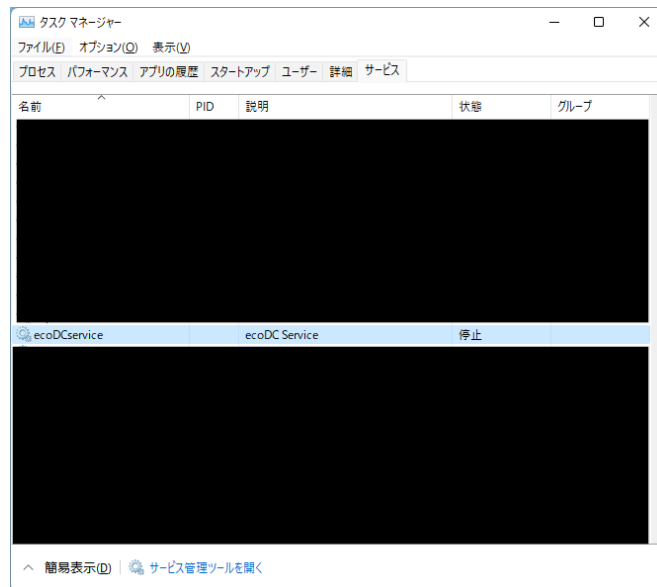 タスク マネージャー
ファイル(F) オプション(O) 表示(V)
プロセス パフォーマンス アプリの履歴 スタートアップ ユーザー 詳細 サービス
名前 PID 説明 状態 グループ
ecoDCservice ecoDC Service 停止
簡易表示(D) サービス管理ツールを開く